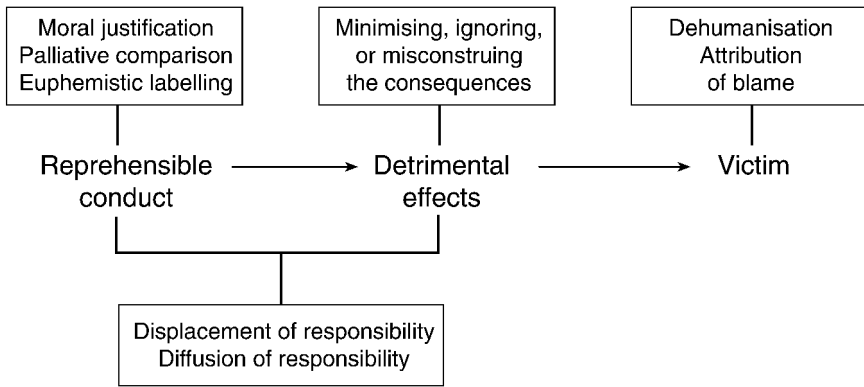 Moral justification
Palliative comparison
Euphemistic labelling
Minimising, ignoring,
or misconstruing
the consequences
Dehumanisation
Attribution
of blame
Reprehensible
conduct
Detrimental
effects
Victim
Displacement of responsibility
Diffusion of responsibility